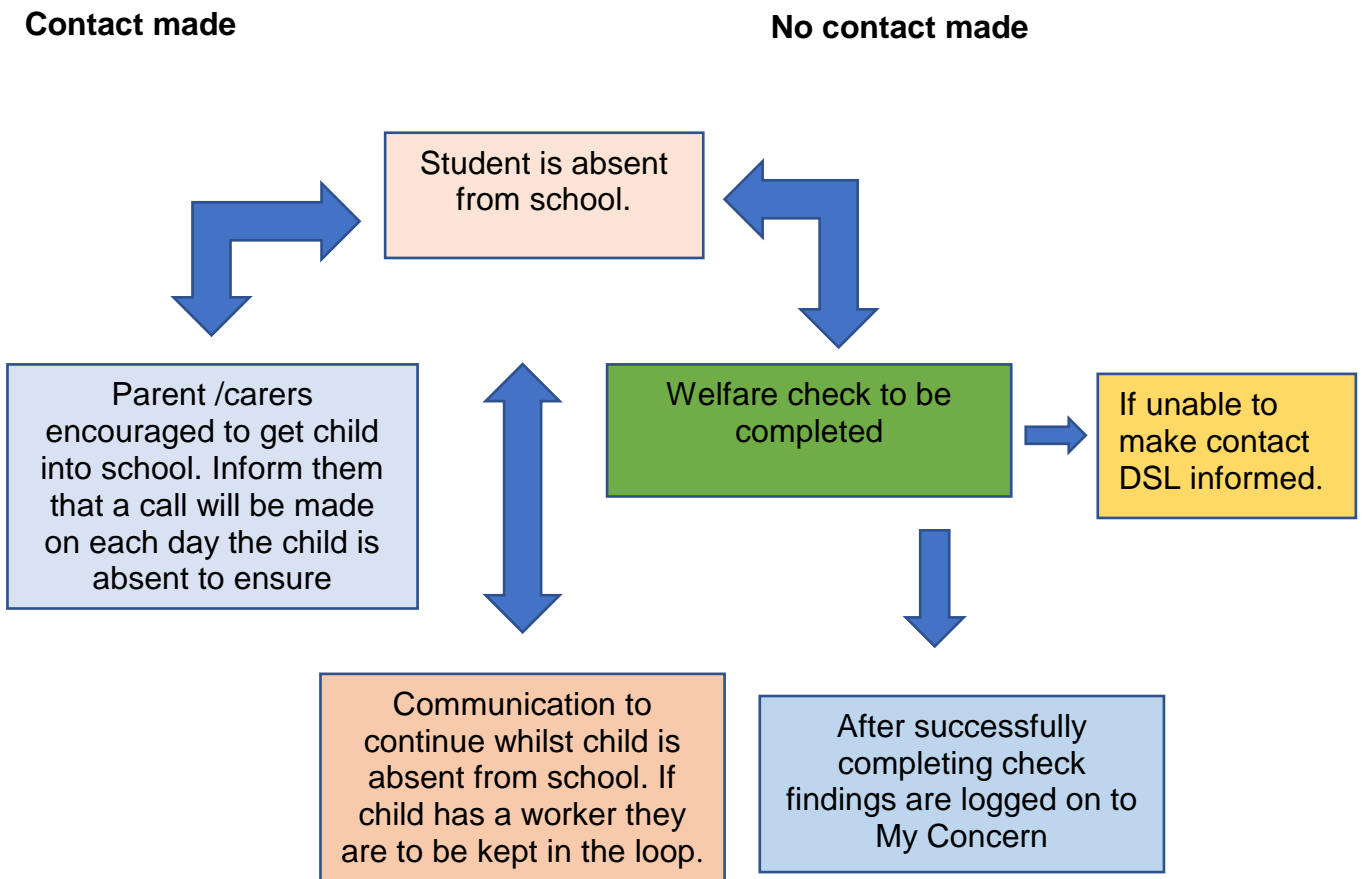 Contact made
No contact made
Student is absent
from school.
Parent /carers
encouraged to get child
into school. Inform them
that a call will be made
on each day the child is
absent to ensure
Welfare check to be
completed
If unable to
make contact
DSL informed.
Communication to
continue whilst child is
absent from school. If
child has a worker they
are to be kept in the loop.
After successfully
completing check
findings are logged on to
My Concern